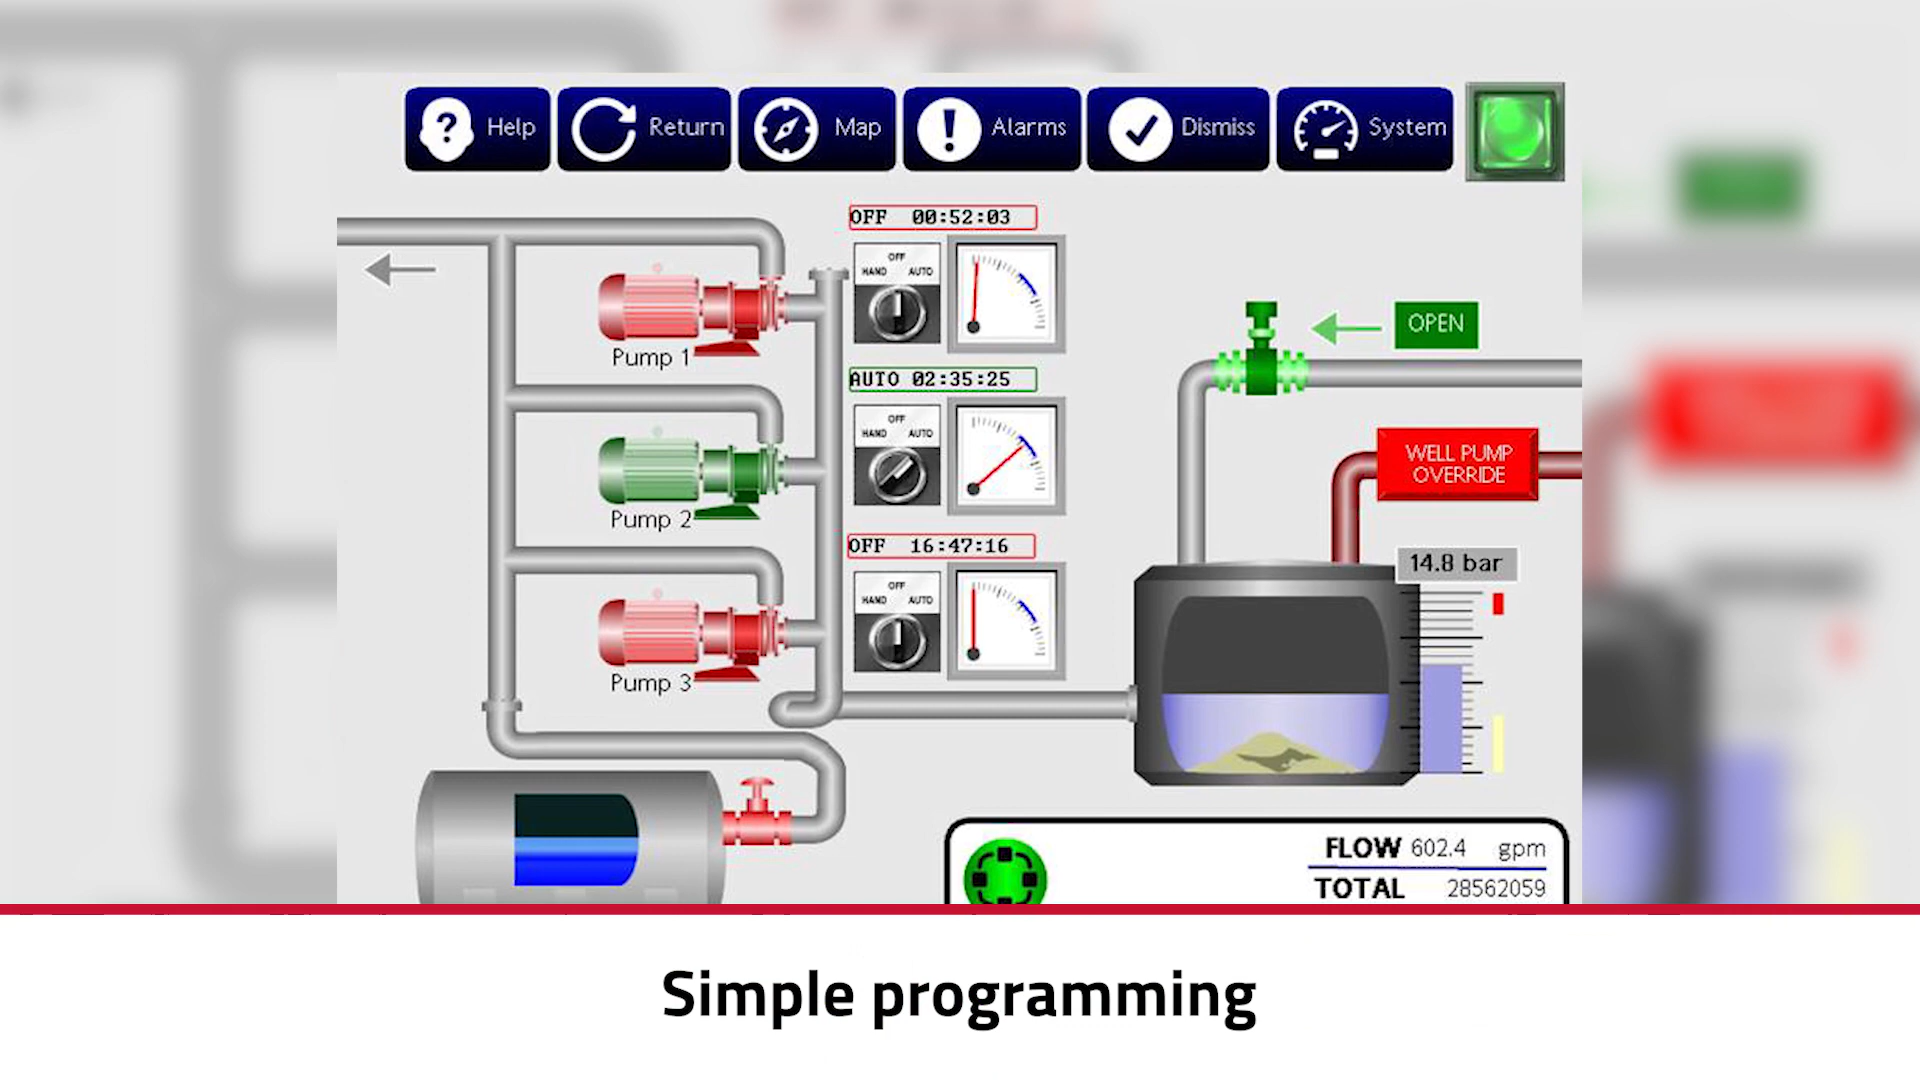 Help
Return
Map
Alarms
Dismiss
System
OFF 00:52:03
OFF
HAND AUTO
Pump 1
OPEN
AUTO 02:35:25
OFF
HAND AUTO
Pump 2
WELL PUMP
OVERRIDE
OFF 16:47:16
OFF
HAND AUTO
Pump 3
14.8 bar
FLOW 602.4 gpm
TOTAL 28562059
Simple programming